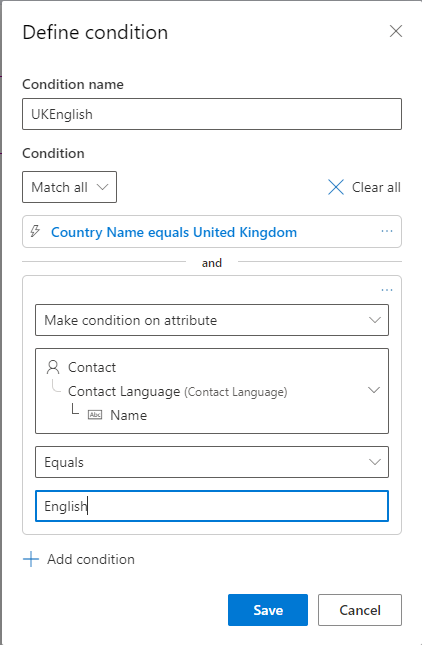 Define condition
Condition name
UKEnglish
Condition
Match all
Clear all
Country Name equals United Kingdom
...
and
...
Make condition on attribute
Contact
Contact Language (Contact Language)
Abc Name
Equals
English
Add condition
Save Cancel